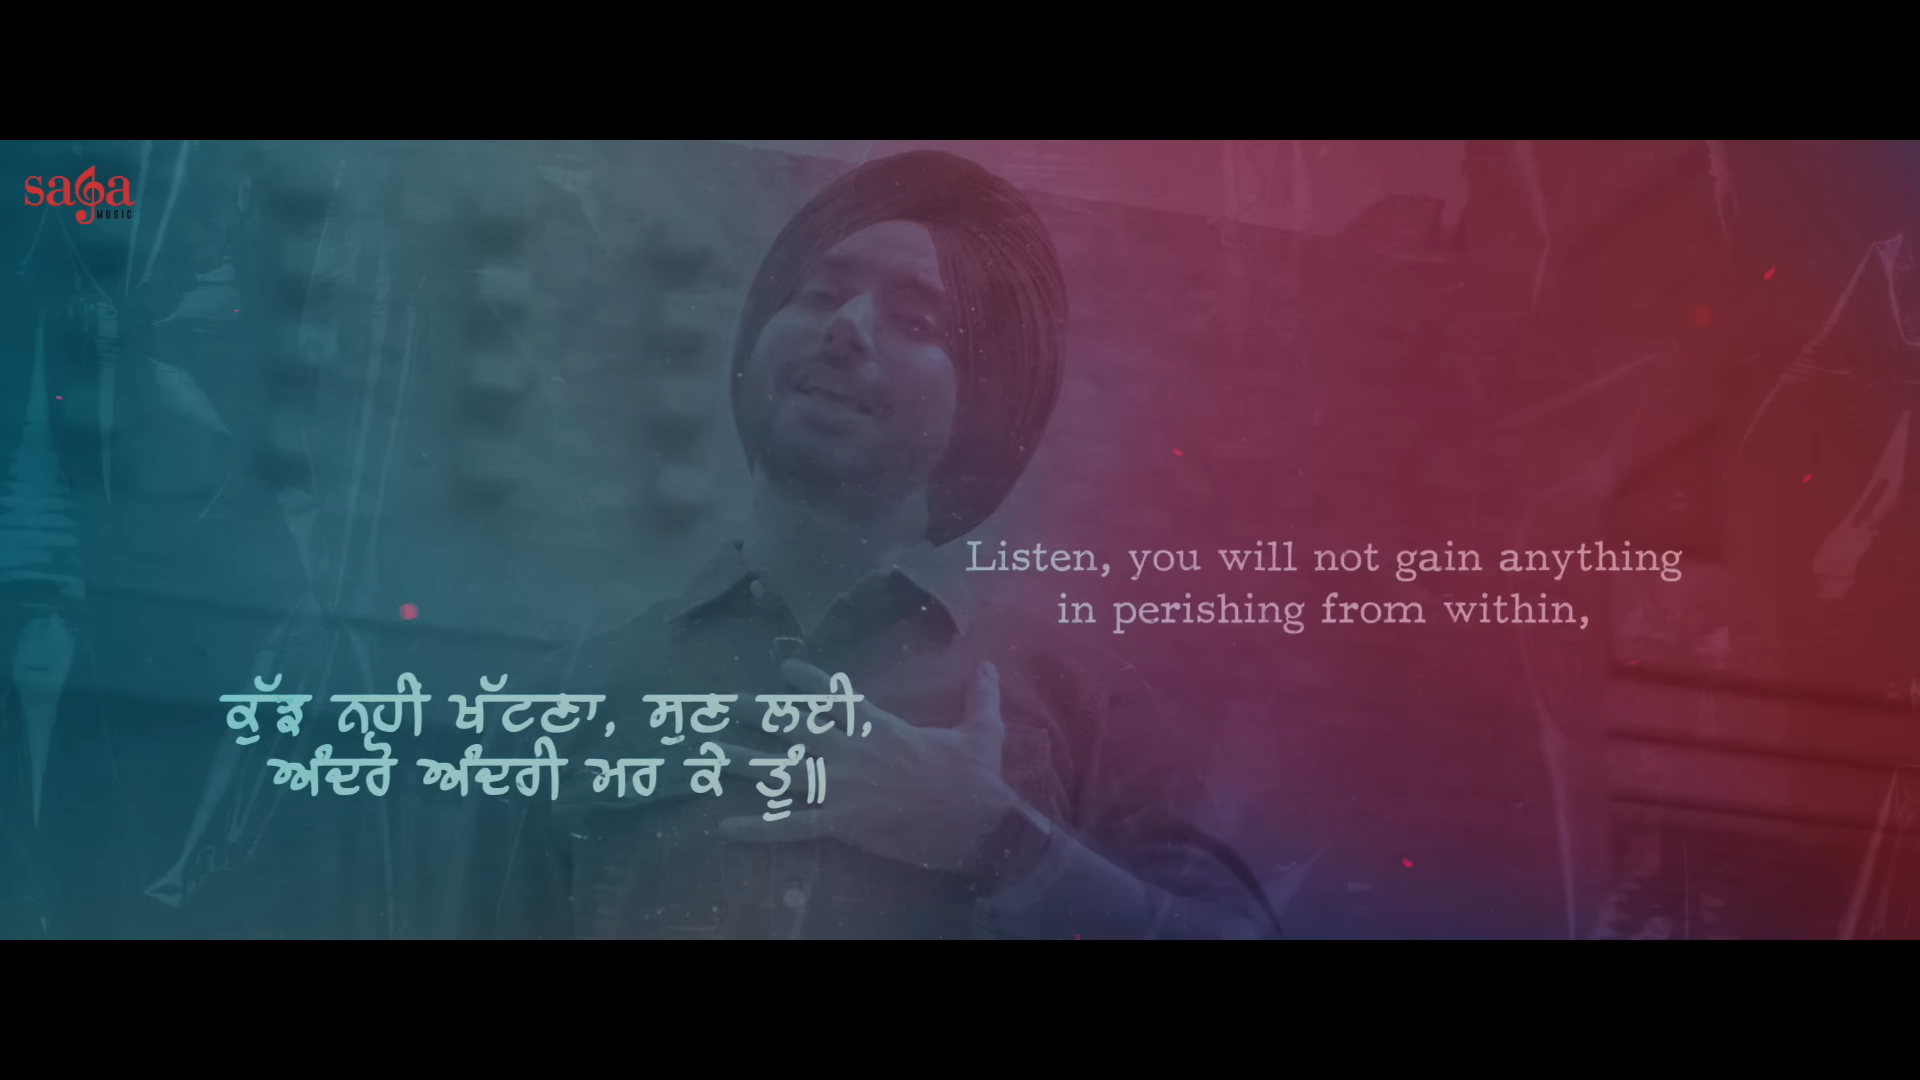 saga
MUSIC
Listen, you will not gain anything
in perishing from within,
ਕੁੱਝ ਨਹੀਂ ਖੱਟਣਾ, ਸੁਣ ਲਈ,
ਅੰਦਰੋ ਅੰਦਰੀ ਮਰ ਕੇ ਤੂੰ॥